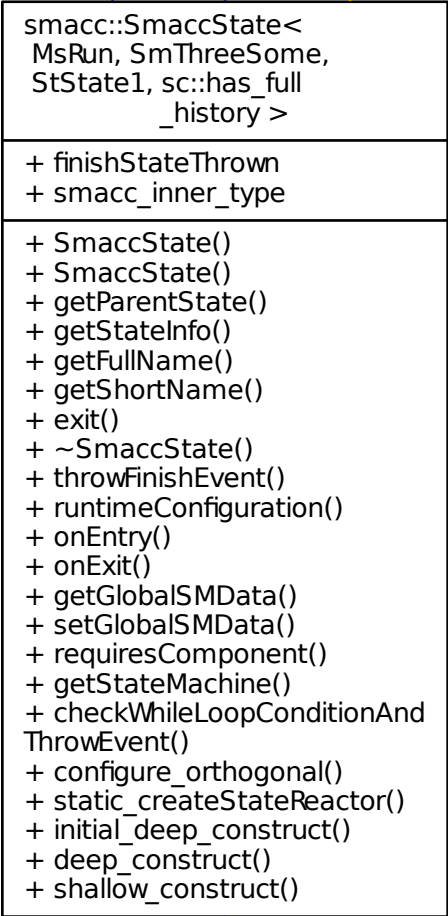 smacc::SmaccState<
MsRun, SmThreeSome,
StState1, sc::has_full
_history >
+ finishStateThrown
+ smacc_inner_type
+ SmaccState()
+ SmaccState()
+ getParentState()
+ getStateInfo()
+ getFullName()
+ getShortName()
+ exit()
+ ~SmaccState()
+ throwFinishEvent()
+ runtimeConfiguration()
+ onEntry()
+ onExit()
+ getGlobalSMData()
+ setGlobalSMData()
+ requiresComponent()
+ getStateMachine()
+ checkWhileLoopConditionAnd
ThrowEvent()
+ configure_orthogonal()
+ static_createStateReactor()
+ initial_deep_construct()
+ deep_construct()
+ shallow_construct()